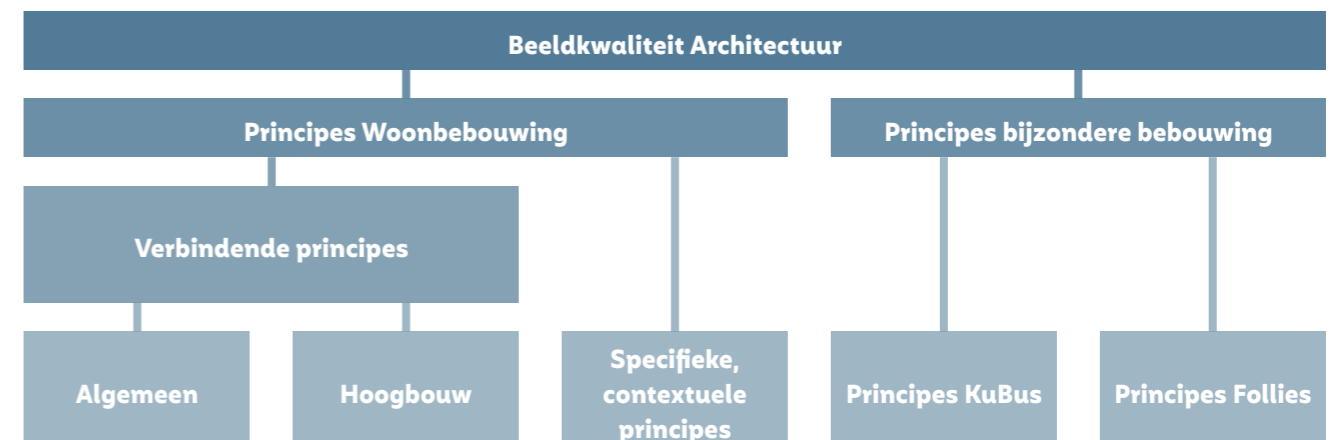 Beeldkwaliteit Architectuur
Principes Woonbebouwing
Principes bijzondere bebouwing
Verbindende principes
Algemeen
Hoogbouw
Specifieke,
contextuele
principes
Principes KuBus
Principes Follies